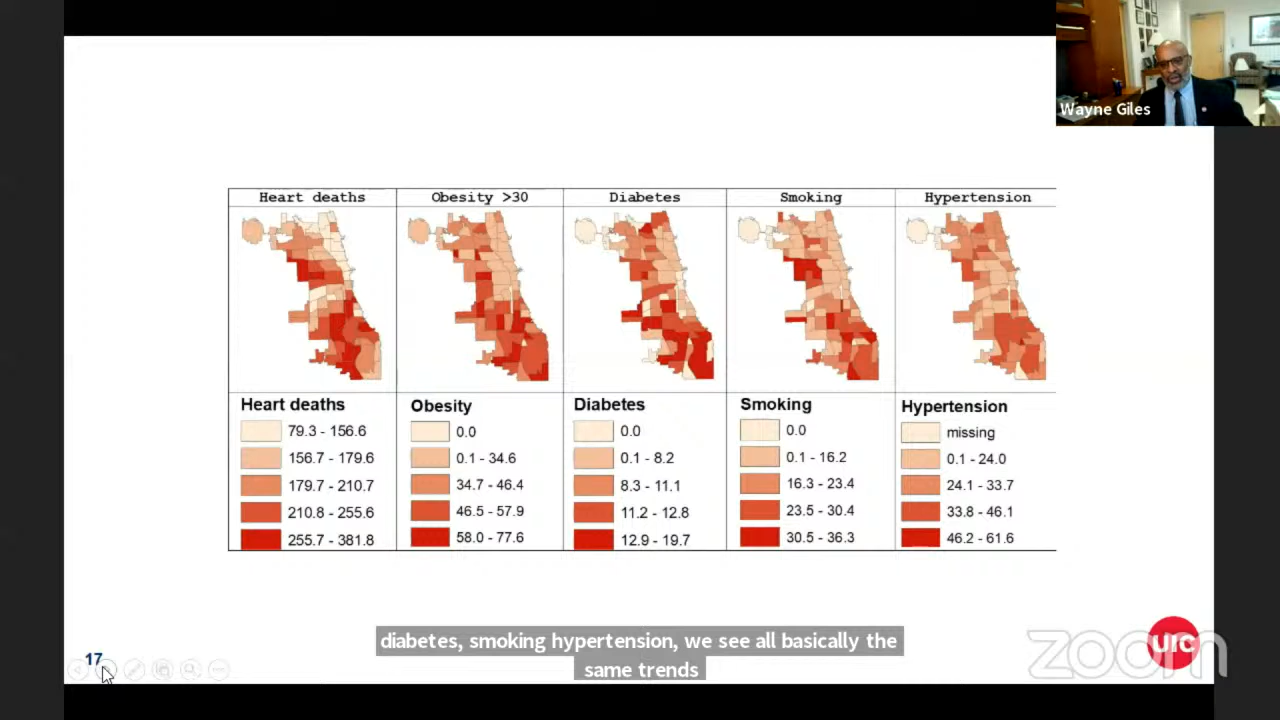 Wayne Giles
Heart deaths
Obesity >30
Diabetes
Smoking
Hypertension
Heart deaths
79.3 - 156.6
156.7 - 179.6
179.7 - 210.7
210.8 - 255.6
255.7 - 381.8
Obesity
0.0
0.1 - 34.6
34.7 - 46.4
46.5 - 57.9
58.0 - 77.6
Diabetes
0.0
0.1 - 8.2
8.3 - 11.1
11.2 - 12.8
12.9 - 19.7
Smoking
0.0
0.1 - 16.2
16.3 - 23.4
23.5 - 30.4
30.5 - 36.3
Hypertension
missing
0.1 - 24.0
24.1 - 33.7
33.8 - 46.1
46.2 - 61.6
diabetes, smoking hypertension, we see all basically the
same trends
17
zoom
UIC